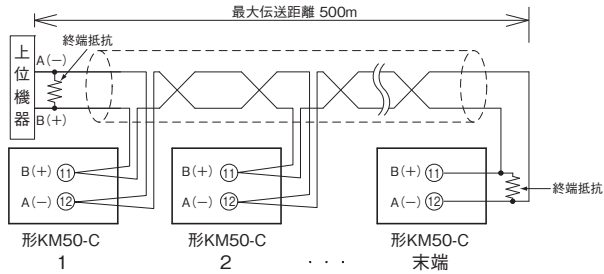 最大伝送距離 500m
上位機器
終端抵抗
A(−)
B(+)
B(+) ⑪
A(−) ⑫
B(+) ⑪
A(−) ⑫
B(+) ⑪
A(−) ⑫
終端抵抗
形KM50-C
1
形KM50-C
2
・・・
形KM50-C
末端